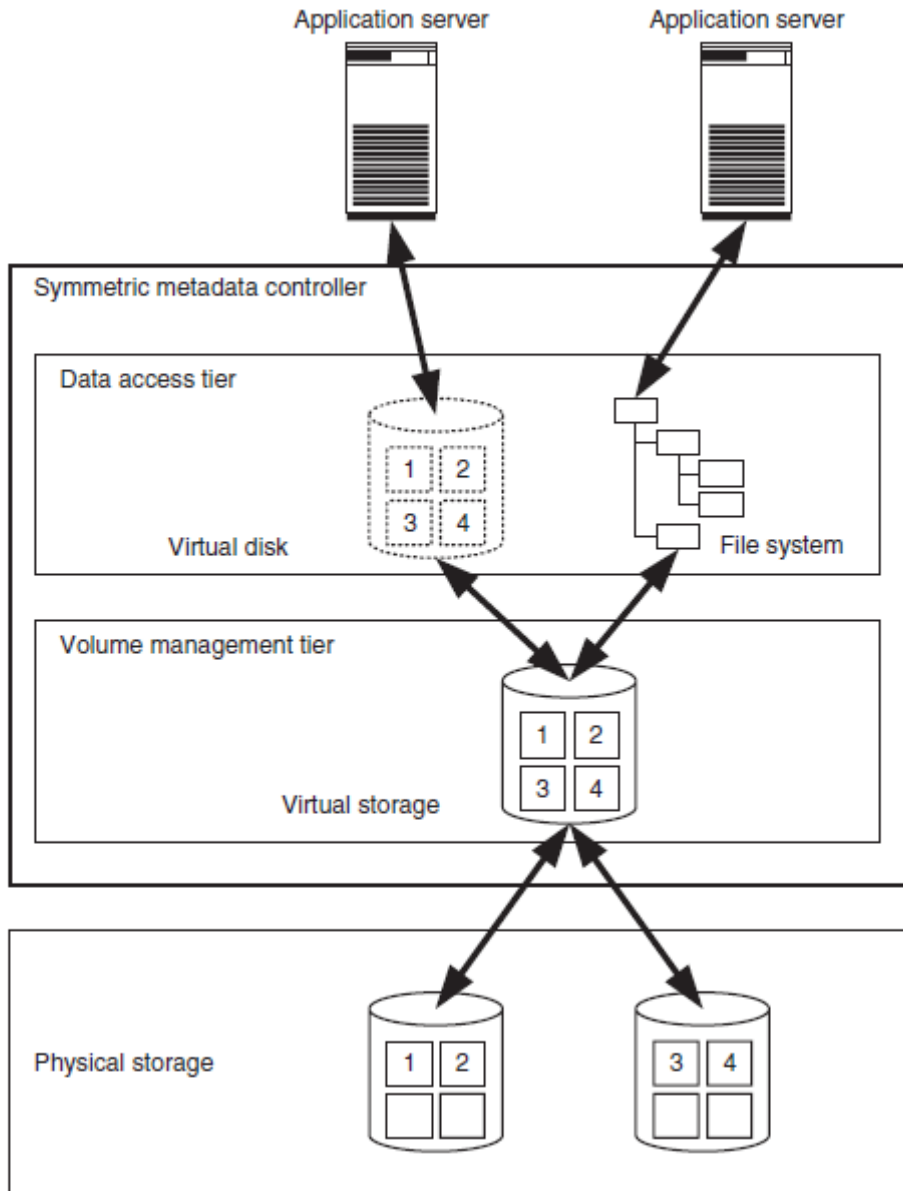 Application server
Application server
Symmetric metadata controller
Data access tier
1 2
3 4
Virtual disk
File system
Volume management tier
1 2
3 4
Virtual storage
Physical storage
1 2
3 4